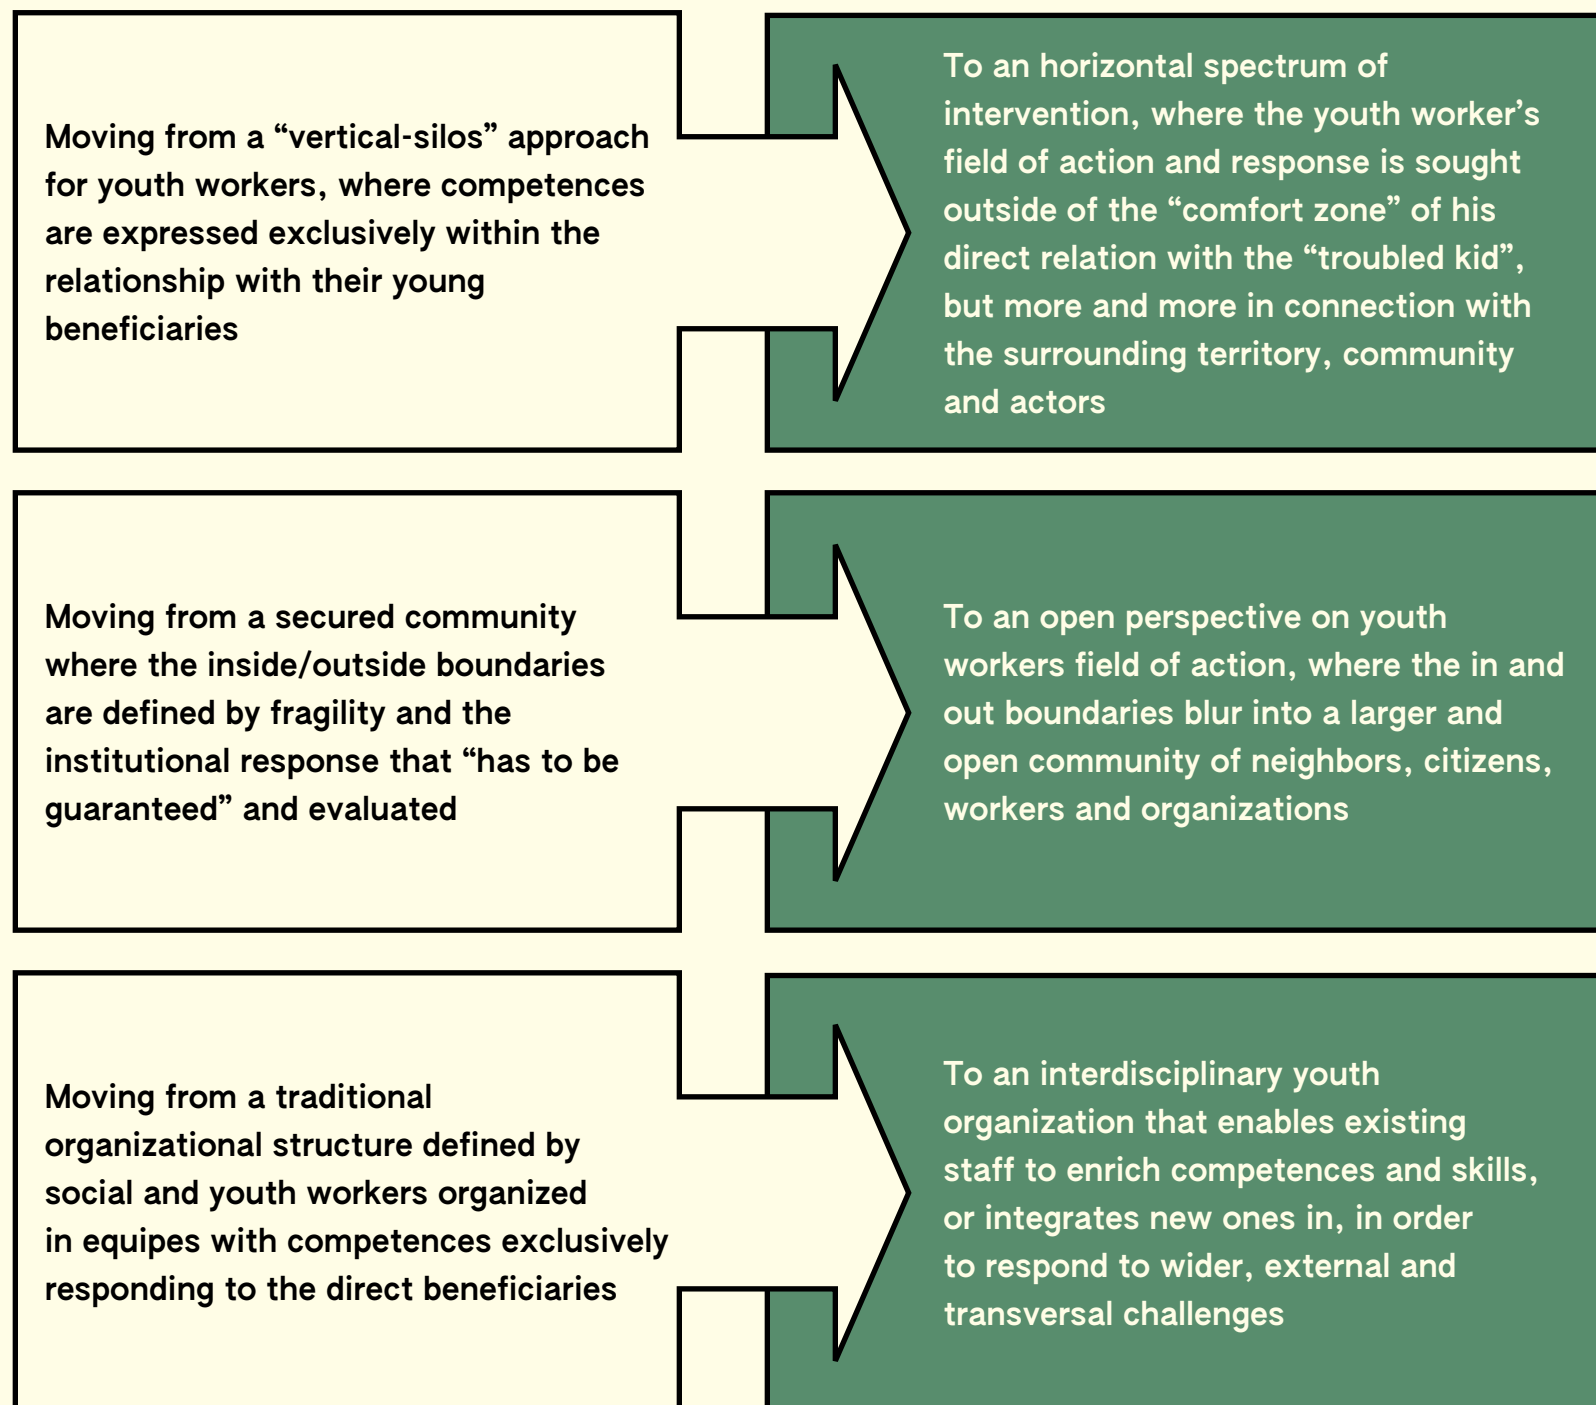 Moving from a “vertical-silos” approach
for youth workers, where competences
are expressed exclusively within the
relationship with their young
beneficiaries
To an horizontal spectrum of
intervention, where the youth worker’s
field of action and response is sought
outside of the “comfort zone” of his
direct relation with the “troubled kid”,
but more and more in connection with
the surrounding territory, community
and actors
Moving from a secured community
where the inside/outside boundaries
are defined by fragility and the
institutional response that “has to be
guaranteed” and evaluated
To an open perspective on youth
workers field of action, where the in and
out boundaries blur into a larger and
open community of neighbors, citizens,
workers and organizations
Moving from a traditional
organizational structure defined by
social and youth workers organized
in equipes with competences exclusively
responding to the direct beneficiaries
To an interdisciplinary youth
organization that enables existing
staff to enrich competences and skills,
or integrates new ones in, in order
to respond to wider, external and
transversal challenges